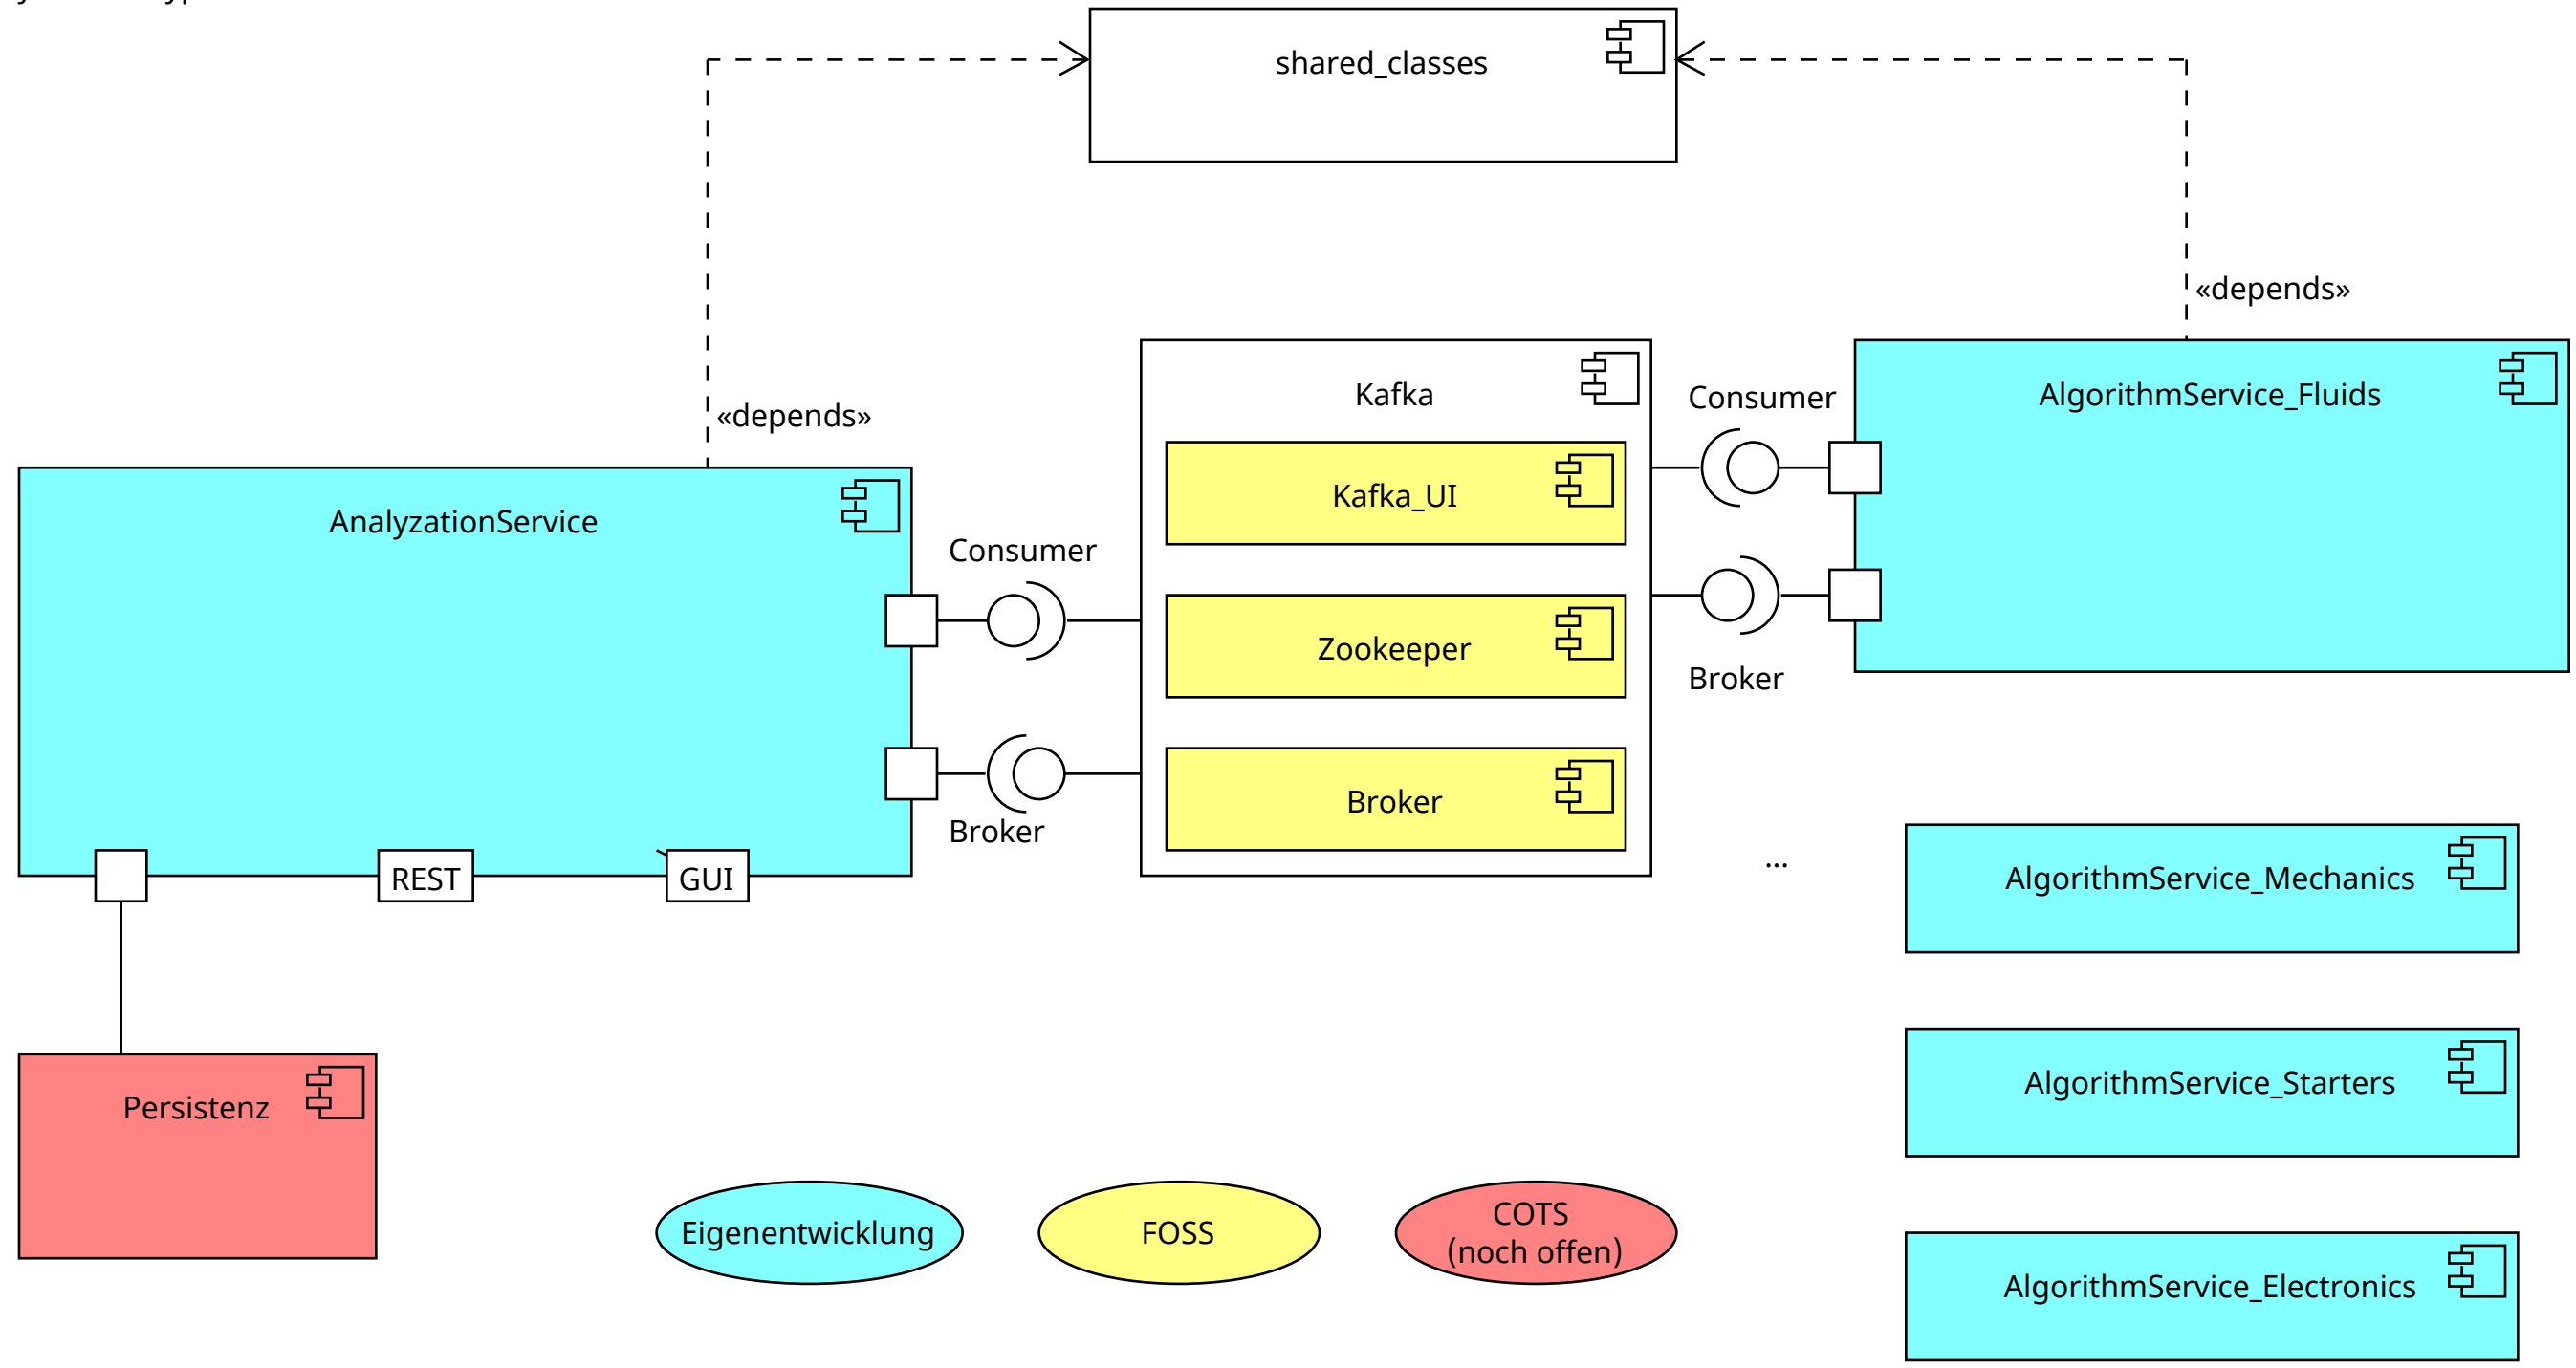 shared_classes
«depends»
«depends»
Kafka
Consumer
AlgorithmService_Fluids
Kafka_UI
AnalyzationService
Consumer
Zookeeper
Broker
Broker
Broker
...
REST
GUI
AlgorithmService_Mechanics
Persistenz
AlgorithmService_Starters
Eigenentwicklung
FOSS
COTS
(noch offen)
AlgorithmService_Electronics